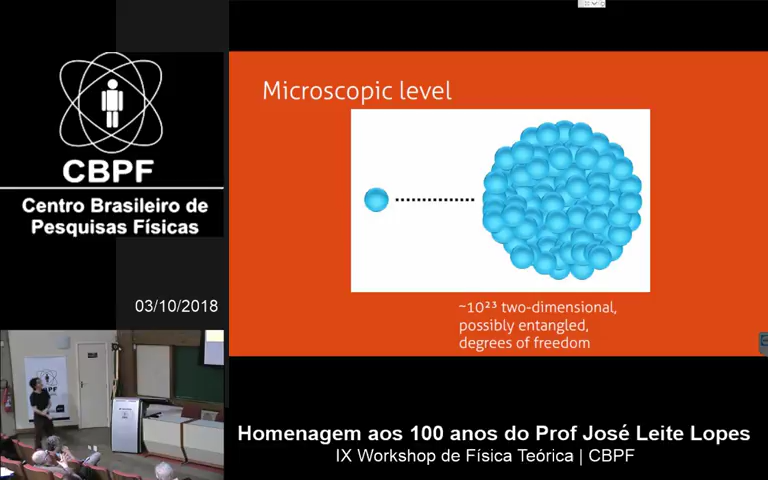 CBPF
Centro Brasileiro de
Pesquisas Físicas
03/10/2018
Microscopic level
~10²³ two-dimensional,
possibly entangled,
degrees of freedom
Homenagem aos 100 anos do Prof José Leite Lopes
IX Workshop de Física Teórica | CBPF